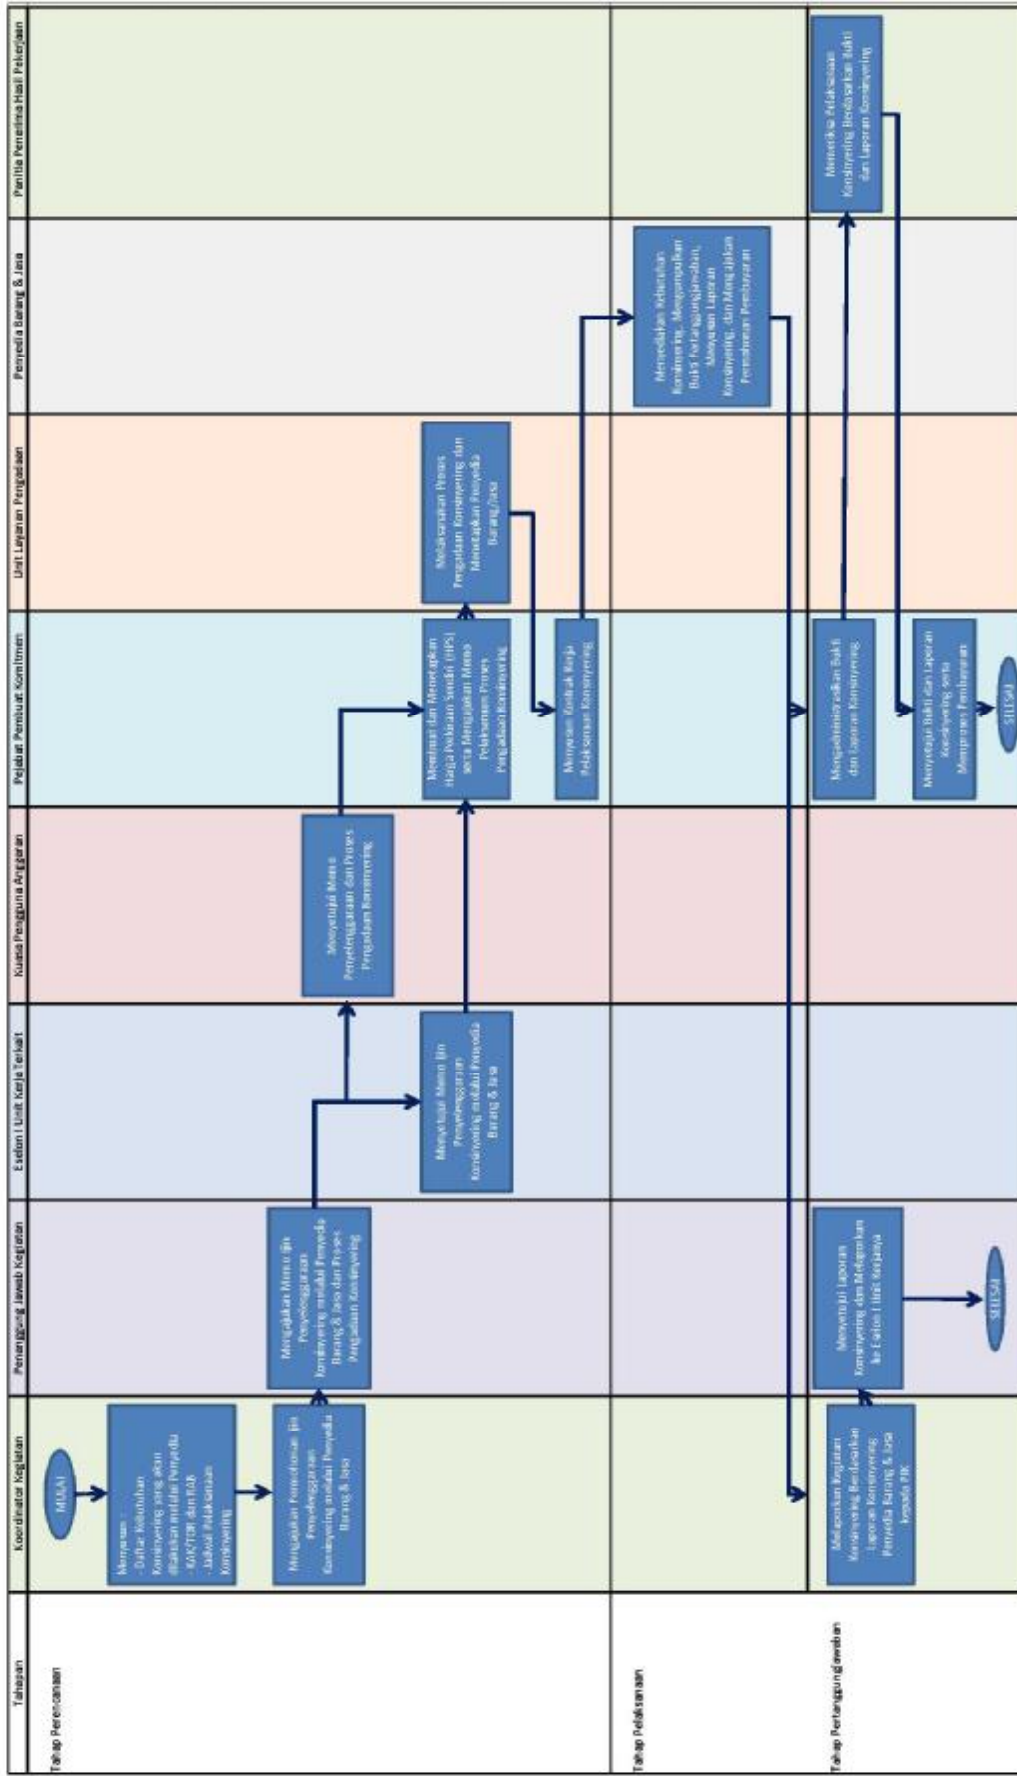 Tahapan
Koordinator Kegiatan
Penanggung Jawab Kegiatan
Eselon I Unit Kerja Terkait
Kuasa Pengguna Anggaran
Pejabat Pembuat Komitmen
Unit Layanan Pengadaan
Penyedia Barang & Jasa
Panitia Penerima Hasil Pekerjaan
Tahap Perencanaan
MULAI
Menyusun :
- Daftar Kebutuhan
Konsinyering yang akan
dilakukan melalui Penyedia
- KAK/TOR dan RAB
- Jadwal Pelaksanaan
Konsinyering
Mengajukan Permohonan Ijin
Penyelenggaraan
Konsinyering melalui Penyedia
Barang & Jasa
Mengajukan Memo Ijin
Penyelenggaraan
Konsinyering melalui Penyedia
Barang & Jasa dan Proses
Pengadaan Konsinyering
Menyetujui Memo Ijin
Penyelenggaraan
Konsinyering melalui Penyedia
Barang & Jasa
Menyetujui Memo
Penyelenggaraan dan Proses
Pengadaan Konsinyering
Membuat dan Menetapkan
Harga Perkiraan Sendiri (HPS)
serta Mengajukan Memo
Pelaksanaan Proses
Pengadaan Konsinyering
Melaksanakan Proses
Pengadaan Konsinyering dan
Menetapkan Penyedia
Barang/Jasa
Menyusun Kontrak Kerja
Pelaksanaan Konsinyering
Tahap Pelaksanaan
Menyediakan Kebutuhan
Konsinyering, Mengumpulkan
Bukti Pertanggungjawaban,
Menyusun Laporan
Konsinyering, dan Mengajukan
Permohonan Pembayaran
Tahap Pertanggungjawaban
Melaporkan Kegiatan
Konsinyering Berdasarkan
Laporan Konsinyering
Penyedia Barang & Jasa
kepada PJK
Menyetujui Laporan
Konsinyering dan Melaporkan
ke Eselon I Unit Kerjanya
SELESAI
Mengadministrasikan Bukti
dan Laporan Konsinyering
Memeriksa Pelaksanaan
Konsinyering Berdasarkan Bukti
dan Laporan Konsinyering
Menyetujui Bukti dan Laporan
Konsinyering serta
Memproses Pembayaran
SELESAI